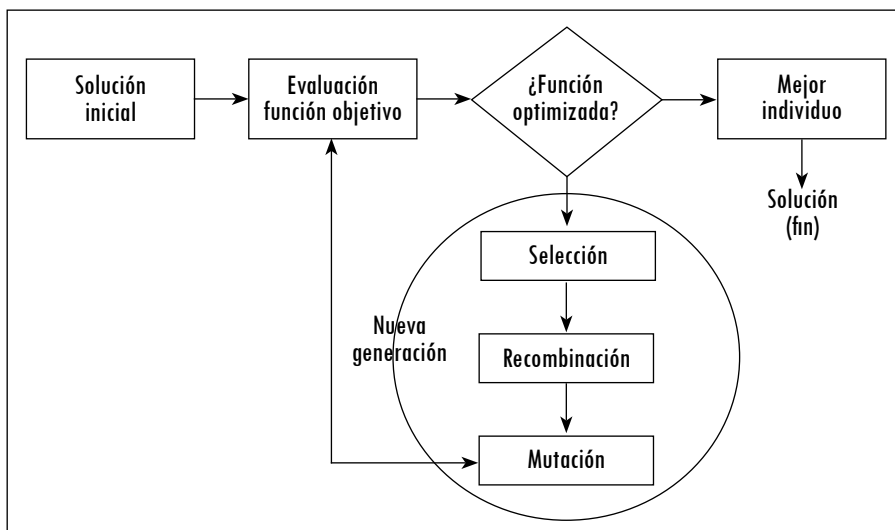 Solución
inicial
Evaluación
función objetivo
¿Función
optimizada?
Mejor
individuo
Solución
(fin)
Selección
Nueva
generación
Recombinación
Mutación